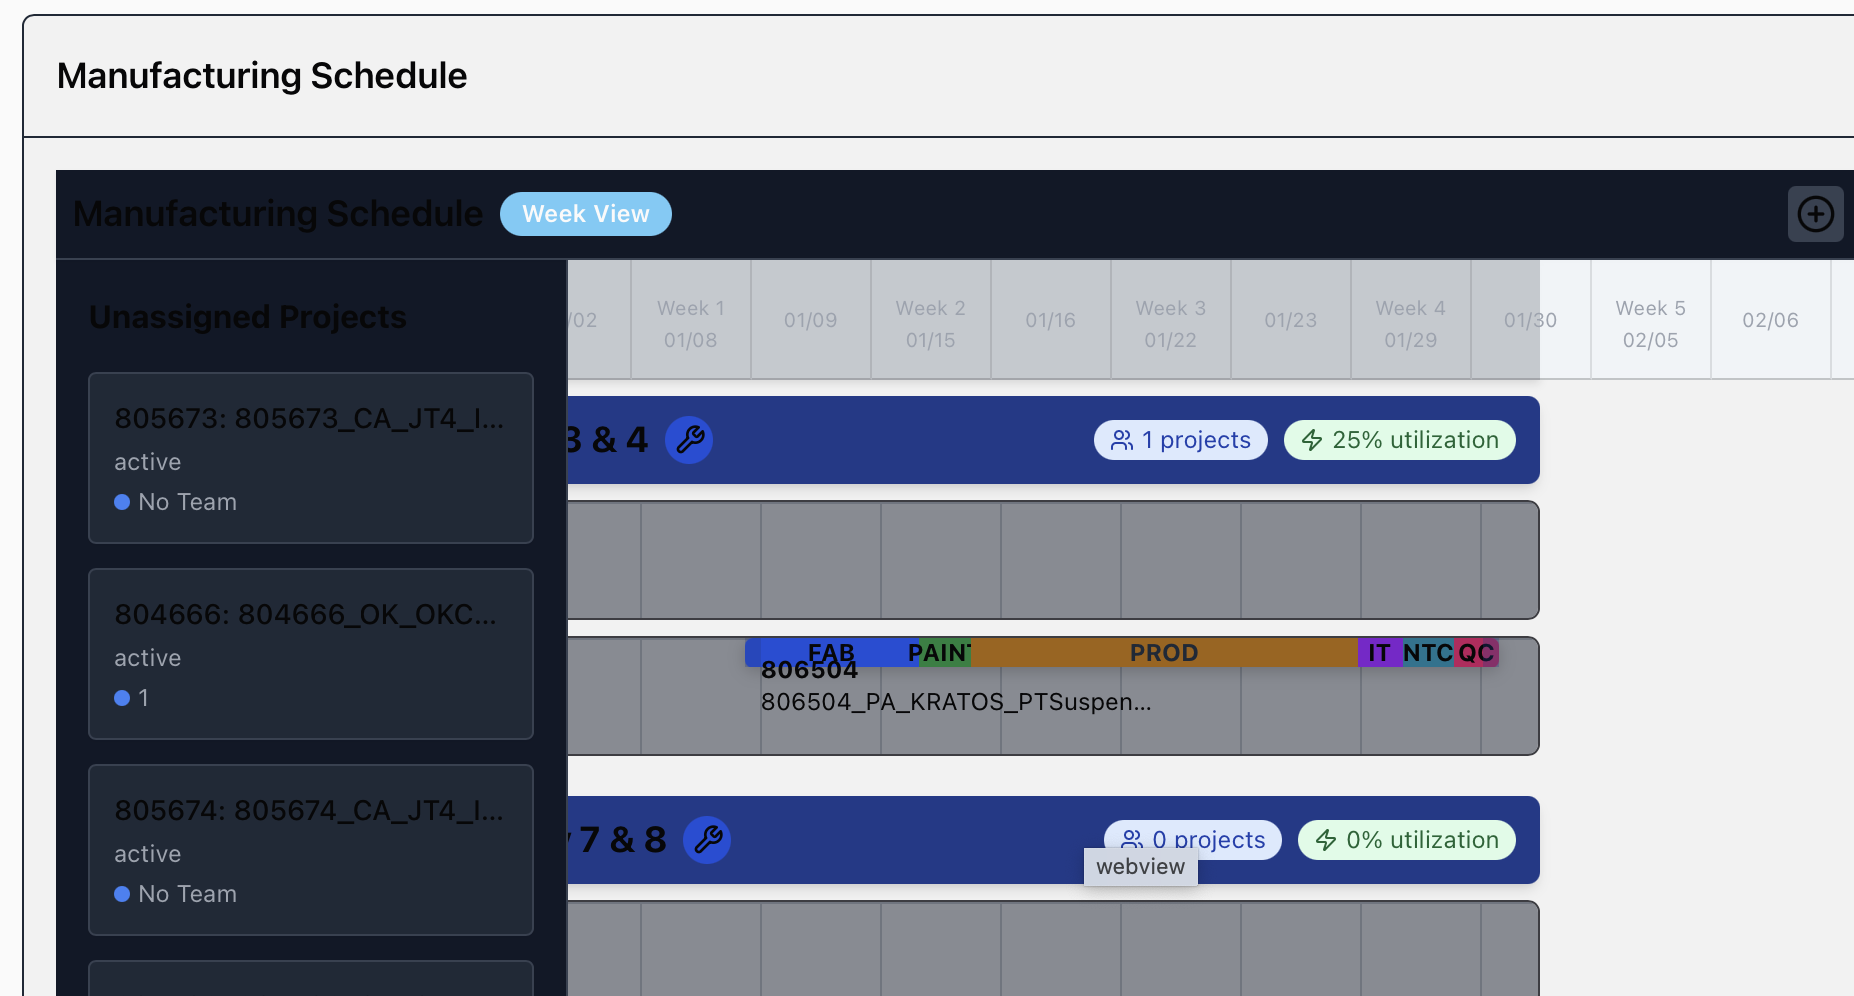 Manufacturing Schedule
Manufacturing Schedule
Week View
Unassigned Projects
805673: 805673_CA_JT4_I...
active
No Team
804666: 804666_OK_OKC...
active
1
805674: 805674_CA_JT4_I...
active
No Team
/02
Week 1
01/08
01/09
Week 2
01/15
01/16
Week 3
01/22
01/23
Week 4
01/29
01/30
Week 5
02/05
02/06
3 & 4
1 projects
25% utilization
FAB
PAINT
PROD
IT
NTC
QC
806504
806504_PA_KRATOS_PTSuspen...
7 & 8
0 projects
0% utilization
webview